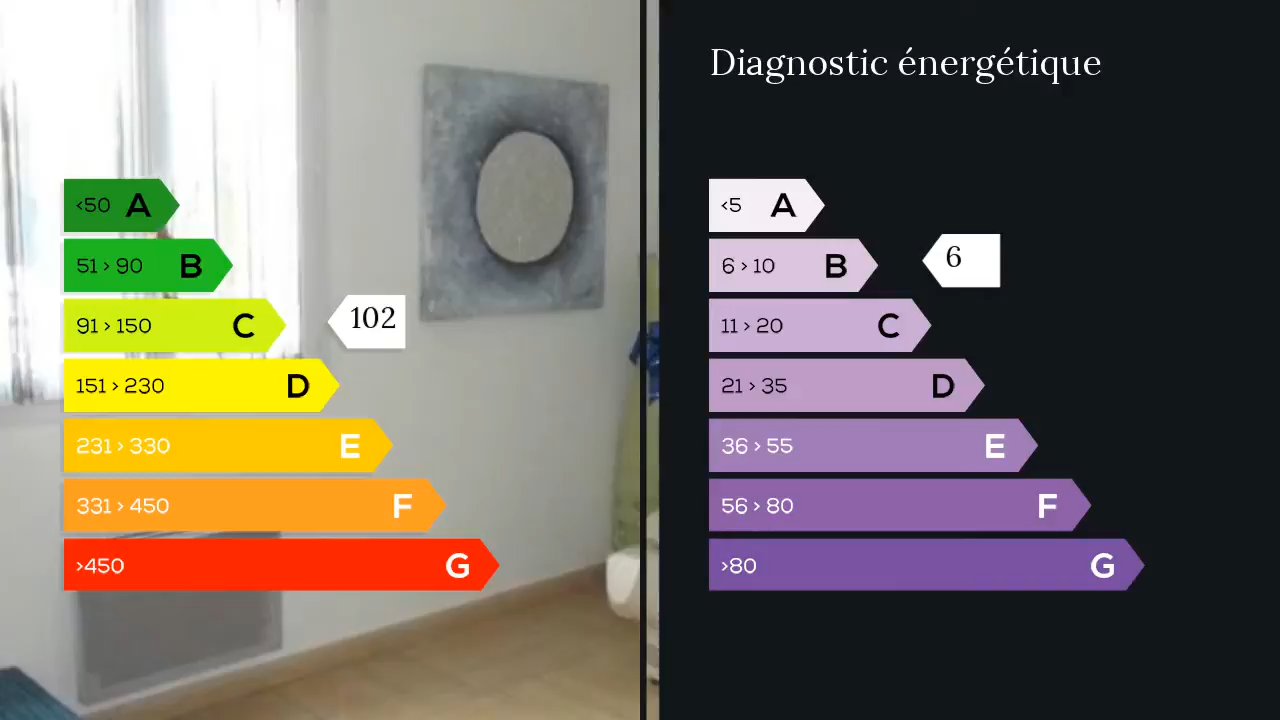 Diagnostic énergétique
<50 A
51 > 90 B
91 > 150 C
102
151 > 230 D
231 > 330 E
331 > 450 F
>450 G
<5 A
6 > 10 B
6
11 > 20 C
21 > 35 D
36 > 55 E
56 > 80 F
>80 G